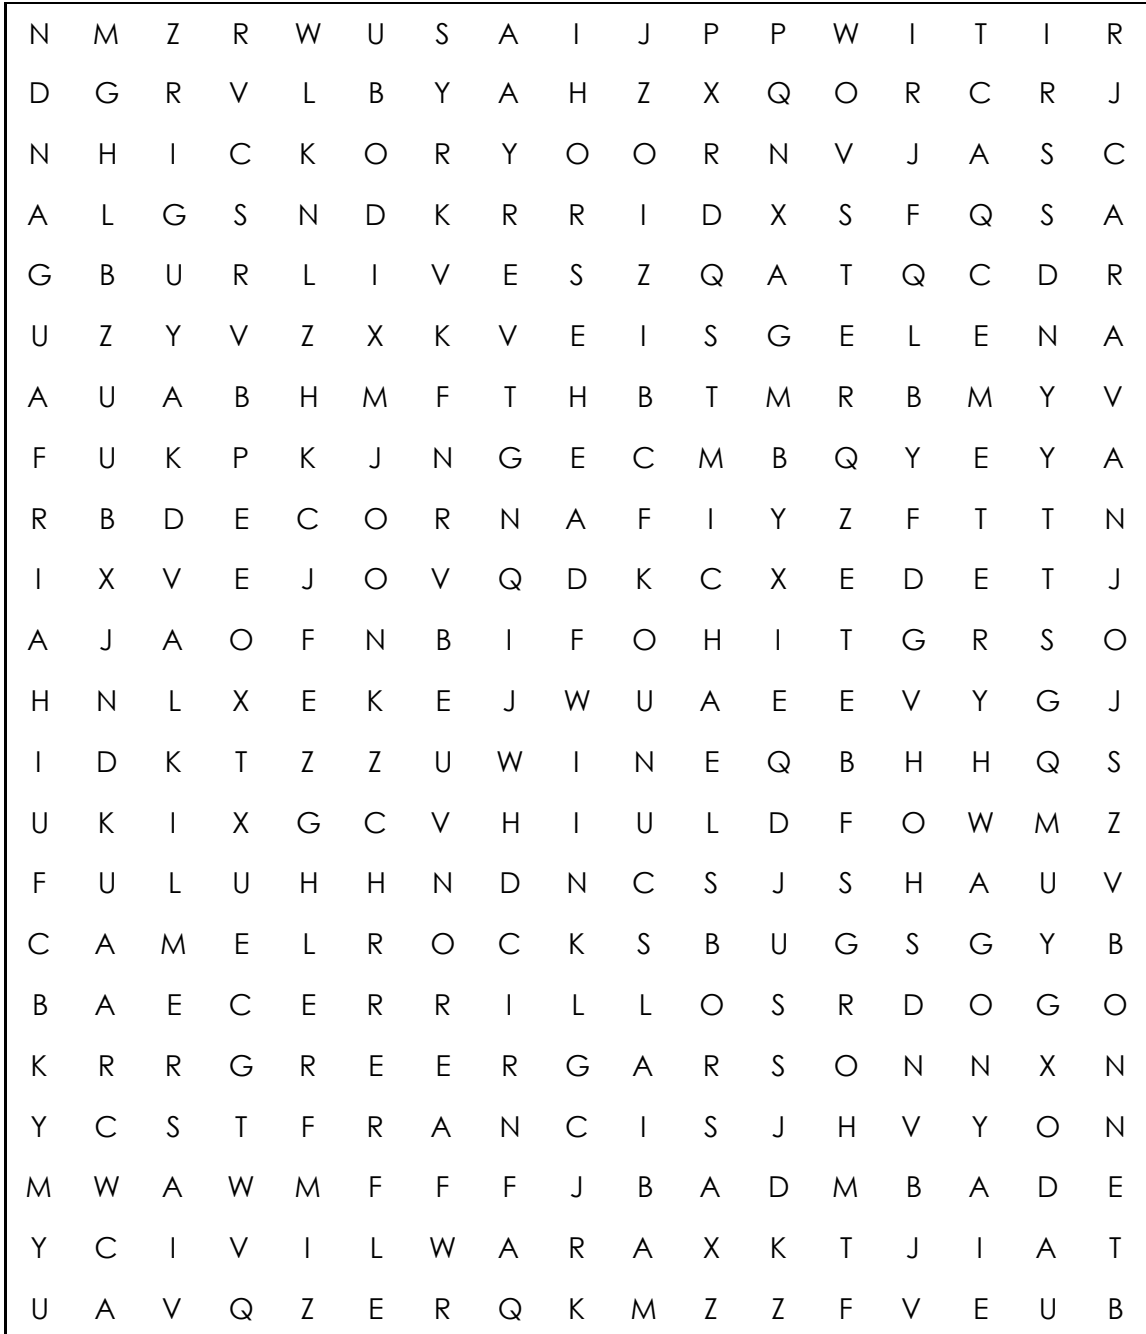 N M Z R W U S A I J P P W I T I R
D G R V L B Y A H Z X Q O R C R J
N H I C K O R Y O O R N V J A S C
A L G S N D K R R I D X S F Q S A
G B U R L I V E S Z Q A T Q C D R
U Z Y V Z X K V E I S G E L E N A
A U A B H M F T H B T M R B M Y V
F U K P K J N G E C M B Q Y E Y A
R B D E C O R N A F I Y Z F T T N
I X V E J O V Q D K C X E D E T J
A J A O F N B I F O H I T G R S O
H N L X E K E J W U A E E V Y G J
I D K T Z Z U W I N E Q B H H Q S
U K I X G C V H I U L D F O W M Z
F U L U H H N D N C S J S H A U V
C A M E L R O C K S B U G S G Y B
B A E C E R R I L L O S R D O G O
K R R G R E E R G A R S O N N X N
Y C S T F R A N C I S J H V Y O N
M W A W M F F F J B A D M B A D E
Y C I V I L W A R A X K T J I A T
U A V Q Z E R Q K M Z Z F V E U B